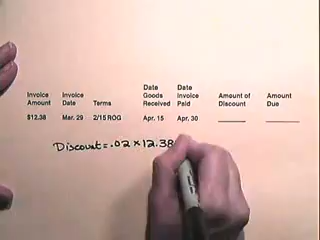 Date Date
Invoice Invoice Goods Invoice Amount of Amount
Amount Date Terms Received Paid Discount Due
$12.38 Mar. 29 2/15 ROG Apr. 15 Apr. 30
Discount = .02 × 12.38